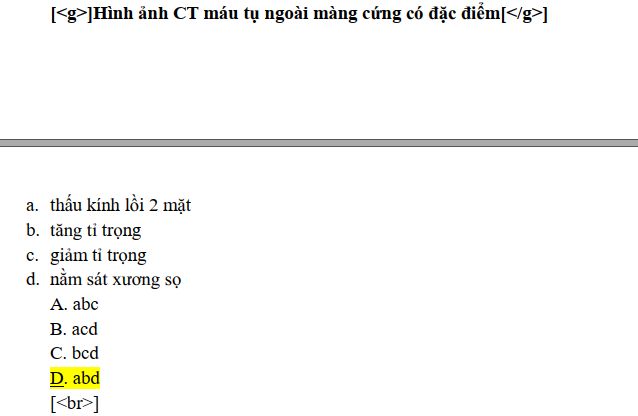 [<g>]Hình ảnh CT máu tụ ngoài màng cứng có đặc điểm[</g>]
a. thấu kính lồi 2 mặt
b. tăng tỉ trọng
c. giảm tỉ trọng
d. nằm sát xương sọ
A. abc
B. acd
C. bcd
D. abd
[<br>]